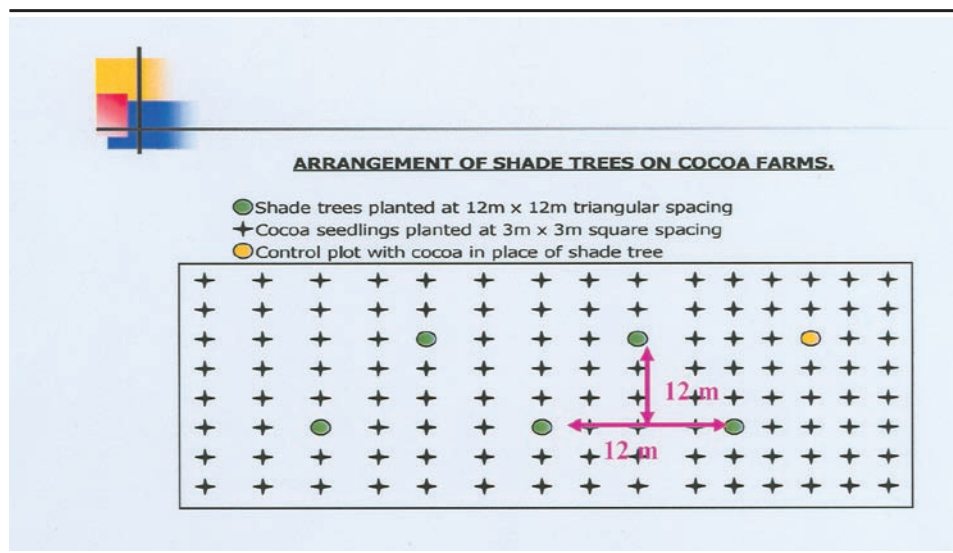 ARRANGEMENT OF SHADE TREES ON COCOA FARMS.
Shade trees planted at 12m x 12m triangular spacing
Cocoa seedlings planted at 3m x 3m square spacing
Control plot with cocoa in place of shade tree
12 m
12 m